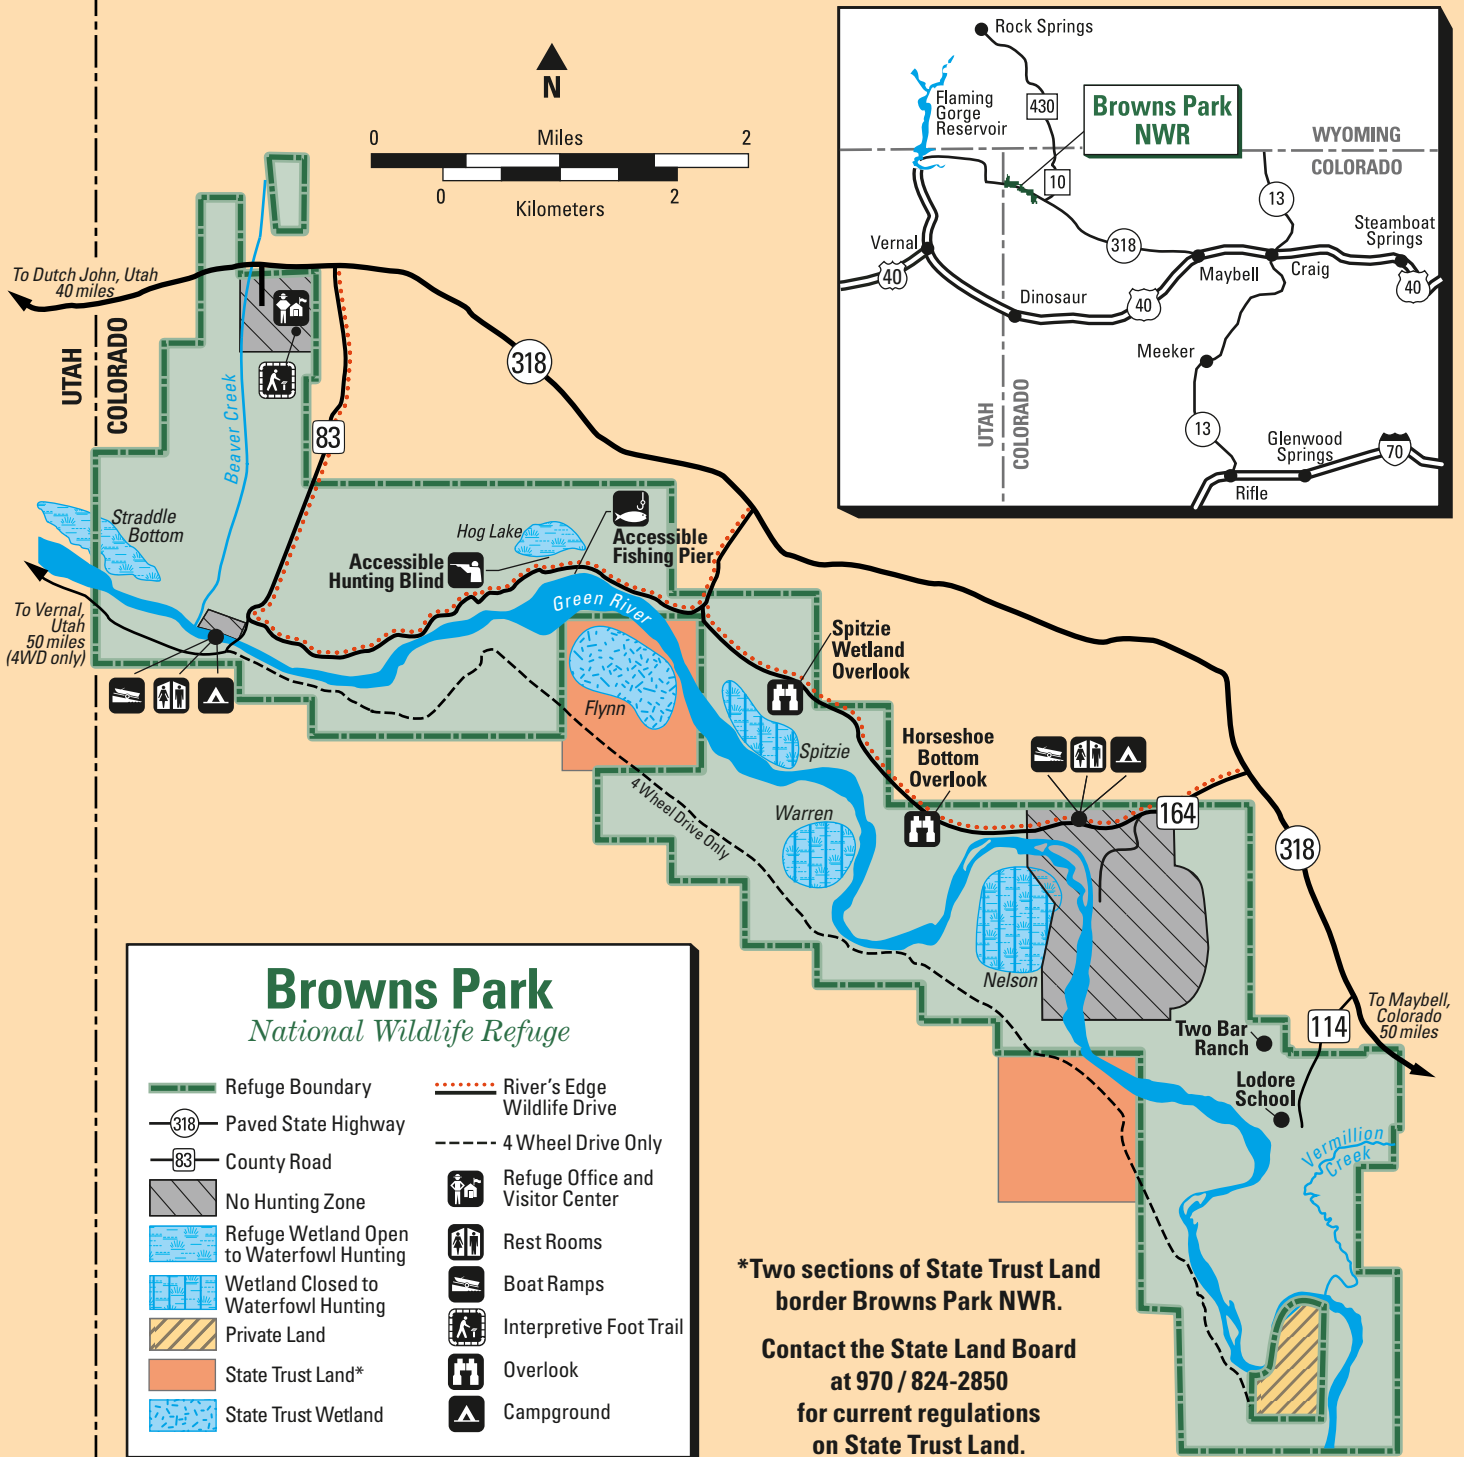 N
0
Miles
2
0
Kilometers
2
Rock Springs
Flaming
Gorge
Reservoir
430
Browns Park
NWR
WYOMING
COLORADO
10
13
318
Steamboat
Springs
Vernal
40
Maybell
Craig
40
Dinosaur
40
Meeker
UTAH
COLORADO
13
Glenwood
Springs
70
Rifle
To Dutch John, Utah
40 miles
UTAH
COLORADO
318
Beaver Creek
83
Straddle
Bottom
Hog Lake
Accessible
Fishing Pier
Accessible
Hunting Blind
Green River
To Vernal,
Utah
50 miles
(4WD only)
Spitzie
Wetland
Overlook
Flynn
Spitzie
Horseshoe
Bottom
Overlook
4 Wheel Drive Only
Warren
164
318
Nelson
To Maybell,
Colorado
50 miles
Two Bar
Ranch
114
Lodore
School
Vermillion
Creek
Browns Park
National Wildlife Refuge
Refuge Boundary
318
Paved State Highway
83
County Road
No Hunting Zone
Refuge Wetland Open
to Waterfowl Hunting
Wetland Closed to
Waterfowl Hunting
Private Land
State Trust Land*
State Trust Wetland
River's Edge
Wildlife Drive
4 Wheel Drive Only
Refuge Office and
Visitor Center
Rest Rooms
Boat Ramps
Interpretive Foot Trail
Overlook
Campground
*Two sections of State Trust Land
border Browns Park NWR.
Contact the State Land Board
at 970 / 824-2850
for current regulations
on State Trust Land.